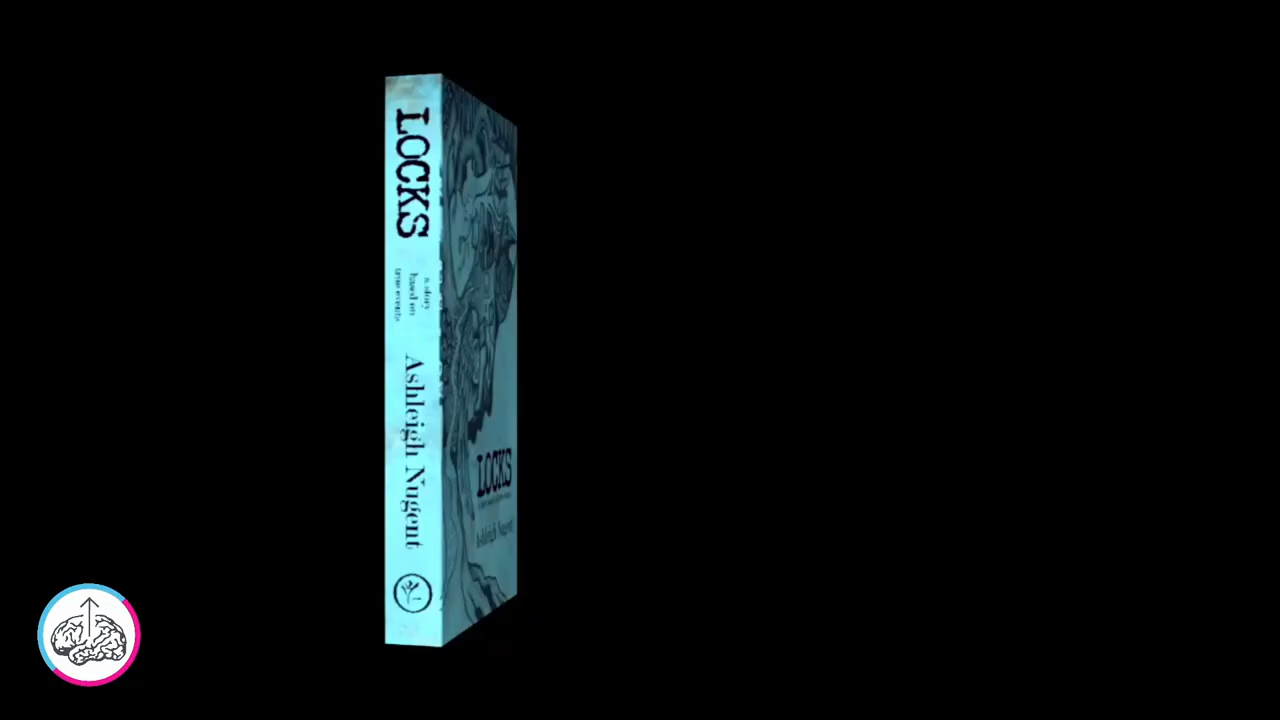 LOCKS
a story
based on
true events
Ashleigh Nugent
LOCKS
Ashleigh Nugent